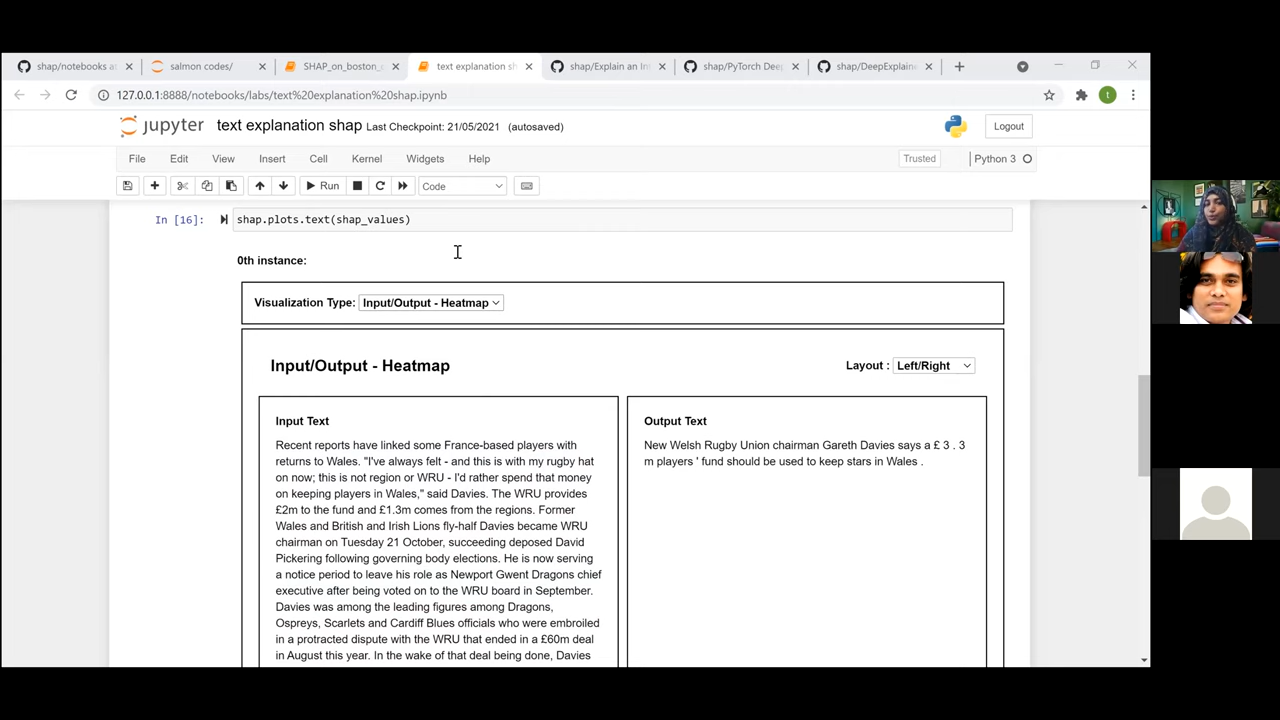 shap/notebooks a
salmon codes/
SHAP_on_boston_
text explanation sh
shap/Explain an In
shap/PyTorch Dee
shap/DeepExplain
127.0.0.1:8888/notebooks/labs/text%20explanation%20shap.ipynb
t
jupyter text explanation shap Last Checkpoint: 21/05/2021 (autosaved)
Logout
File Edit View Insert Cell Kernel Widgets Help
Trusted
Python 3
Run
Code
In [16]: shap.plots.text(shap_values)
0th instance:
Visualization Type: Input/Output - Heatmap
Input/Output - Heatmap
Layout : Left/Right
Input Text
Recent reports have linked some France-based players with
returns to Wales. "I've always felt - and this is with my rugby hat
on now; this is not region or WRU - I'd rather spend that money
on keeping players in Wales," said Davies. The WRU provides
£2m to the fund and £1.3m comes from the regions. Former
Wales and British and Irish Lions fly-half Davies became WRU
chairman on Tuesday 21 October, succeeding deposed David
Pickering following governing body elections. He is now serving
a notice period to leave his role as Newport Gwent Dragons chief
executive after being voted on to the WRU board in September.
Davies was among the leading figures among Dragons,
Ospreys, Scarlets and Cardiff Blues officials who were embroiled
in a protracted dispute with the WRU that ended in a £60m deal
in August this year. In the wake of that deal being done, Davies
Output Text
New Welsh Rugby Union chairman Gareth Davies says a £ 3 . 3
m players ' fund should be used to keep stars in Wales .